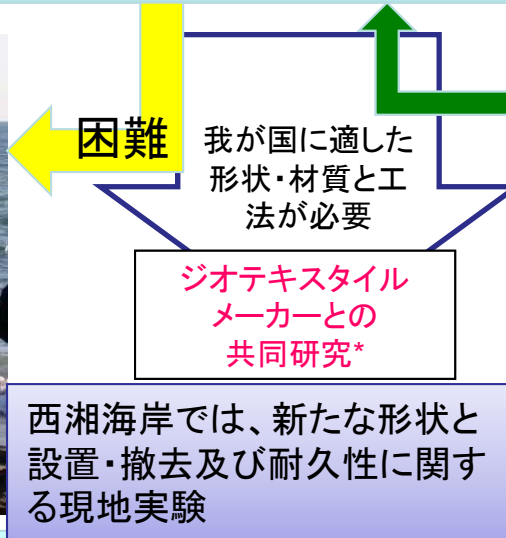 困難
我が国に適した
形状・材質と工
法が必要
ジオテキスタイル
メーカーとの
共同研究*
西湘海岸では、新たな形状と
設置・撤去及び耐久性に関す
る現地実験